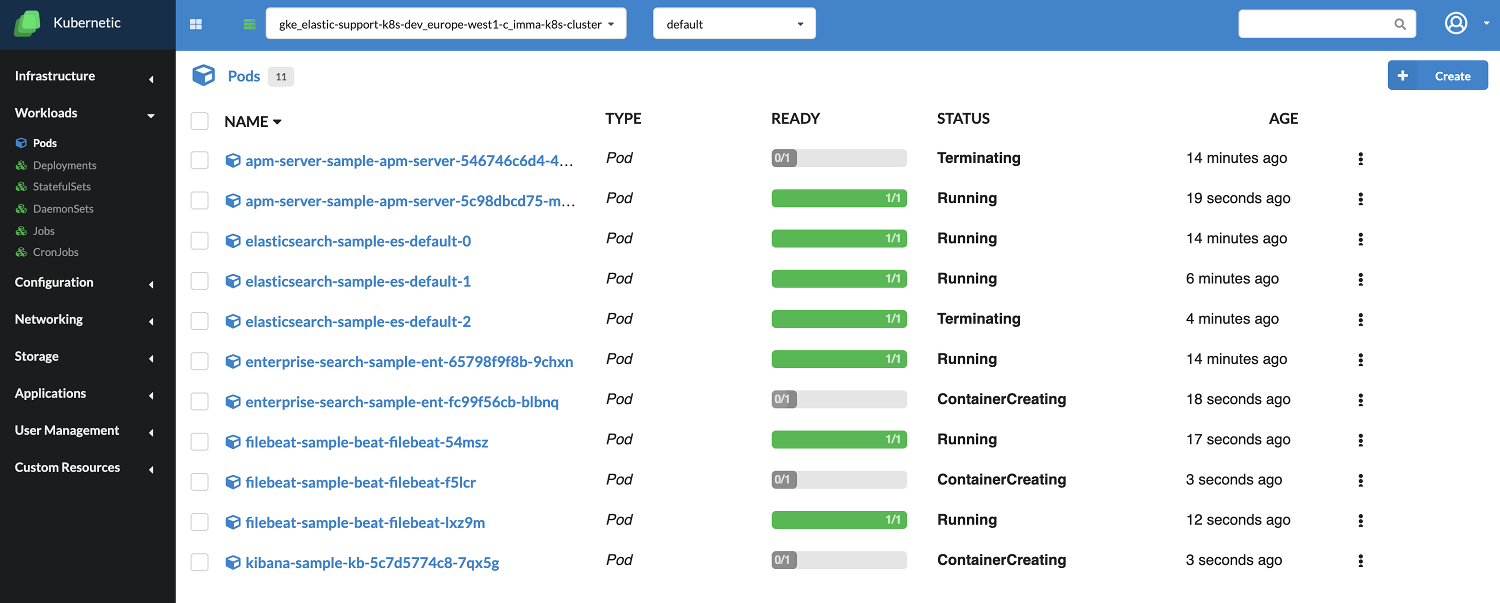 Kubernetic
gke_elastic-support-k8s-dev_europe-west1-c_imma-k8s-cluster
default
Infrastructure
Workloads
Pods
Deployments
StatefulSets
DaemonSets
Jobs
CronJobs
Configuration
Networking
Storage
Applications
User Management
Custom Resources
Pods 11
+ Create
NAME TYPE READY STATUS AGE
apm-server-sample-apm-server-546746c6d4-4... Pod 0/1 Terminating 14 minutes ago
apm-server-sample-apm-server-5c98dbcd75-m... Pod 1/1 Running 19 seconds ago
elasticsearch-sample-es-default-0 Pod 1/1 Running 14 minutes ago
elasticsearch-sample-es-default-1 Pod 1/1 Running 6 minutes ago
elasticsearch-sample-es-default-2 Pod 1/1 Terminating 4 minutes ago
enterprise-search-sample-ent-65798f9f8b-9chxn Pod 1/1 Running 14 minutes ago
enterprise-search-sample-ent-fc99f56cb-blbnq Pod 0/1 ContainerCreating 18 seconds ago
filebeat-sample-beat-filebeat-54msz Pod 1/1 Running 17 seconds ago
filebeat-sample-beat-filebeat-f5lcr Pod 0/1 ContainerCreating 3 seconds ago
filebeat-sample-beat-filebeat-lxz9m Pod 1/1 Running 12 seconds ago
kibana-sample-kb-5c7d5774c8-7qx5g Pod 0/1 ContainerCreating 3 seconds ago